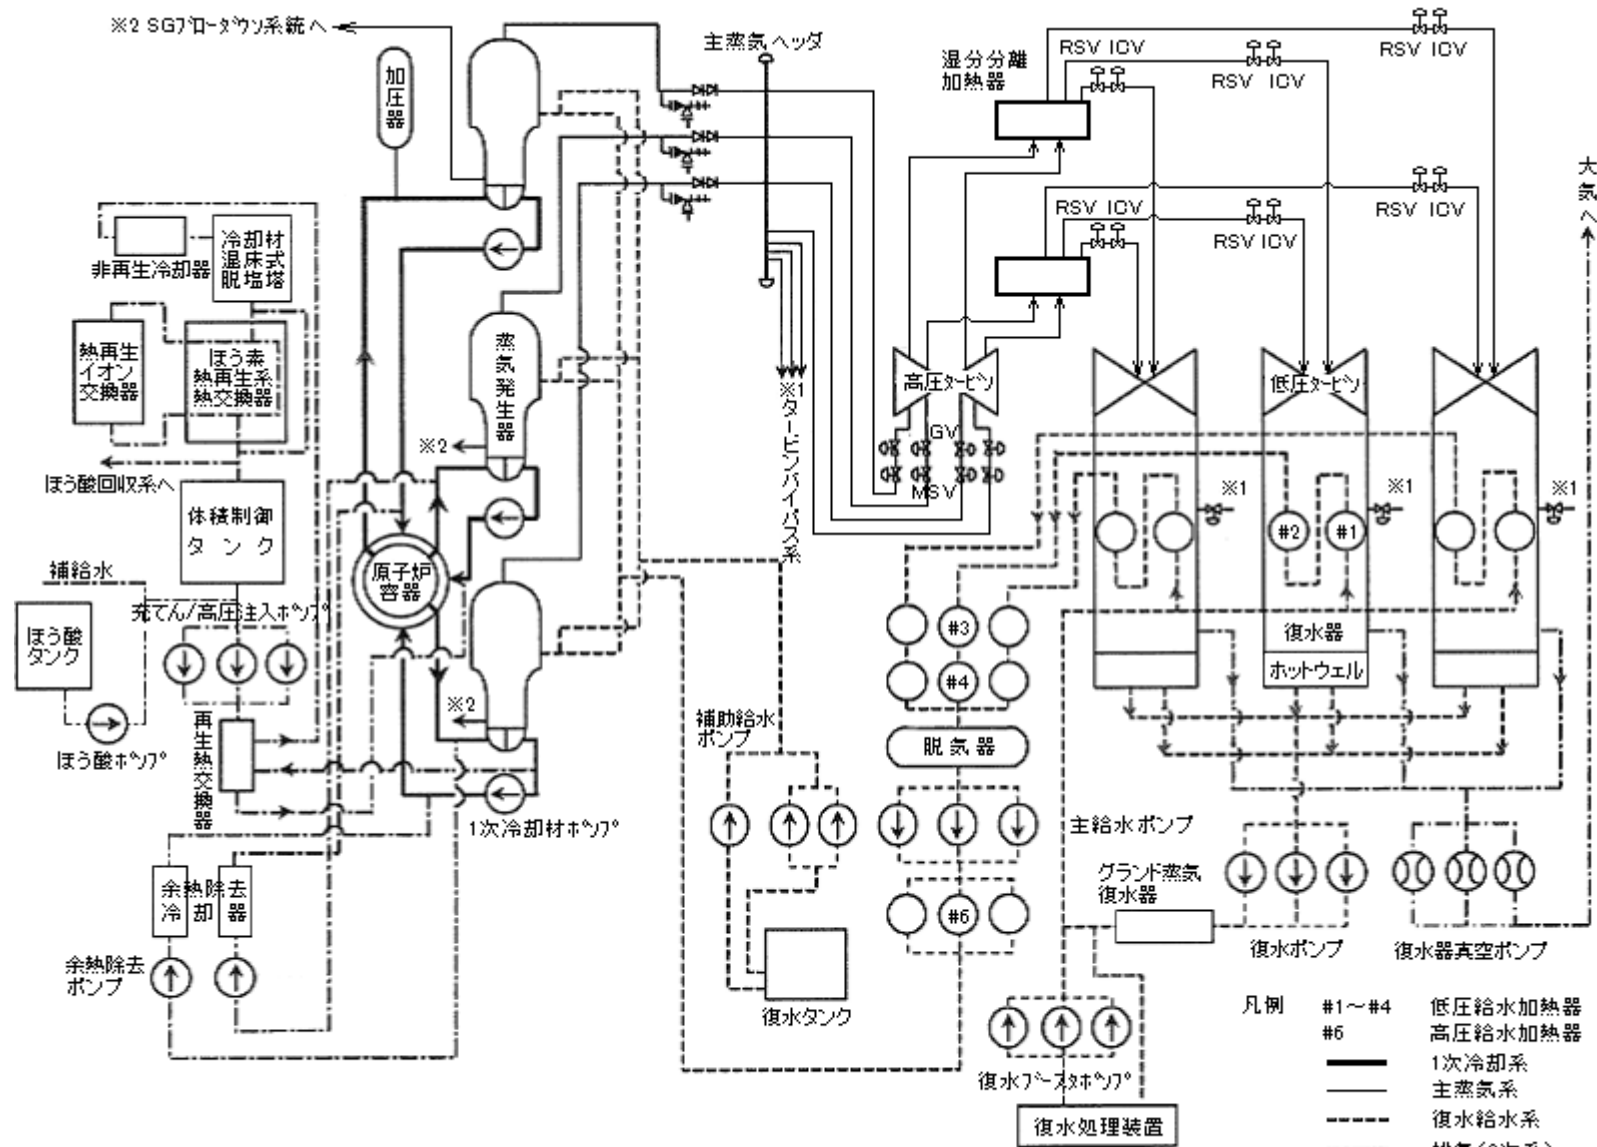 ※2 SGブローダウン系統へ
加圧器
主蒸気ヘッダ
湿分分離
加熱器
RSV ICV
RSV ICV
RSV ICV
大気へ
RSV ICV
RSV ICV
RSV ICV
冷却材
温床式
脱塩塔
非再生冷却器
熱再生
イオン
交換器
ほう素
熱再生系
熱交換器
蒸気発生器
※2
高圧タービン
低圧タービン
※1
タービンバイパス系
GV
MSV
ほう酸回収系へ
体積制御
タンク
※1
※1
※1
#2
#1
原子炉
容器
補給水
充てん/高圧注入ポンプ
ほう酸
タンク
ほう酸ポンプ
再生熱交換器
※2
1次冷却材ポンプ
#3
#4
脱気器
復水器
ホットウェル
補助給水
ポンプ
主給水ポンプ
グランド蒸気
復水器
余熱除去
冷却器
余熱除去
ポンプ
#6
復水タンク
復水ポンプ
復水器真空ポンプ
復水ブースタポンプ
復水処理装置
凡例
#1〜#4 低圧給水加熱器
#6 高圧給水加熱器
1次冷却系
主蒸気系
復水給水系